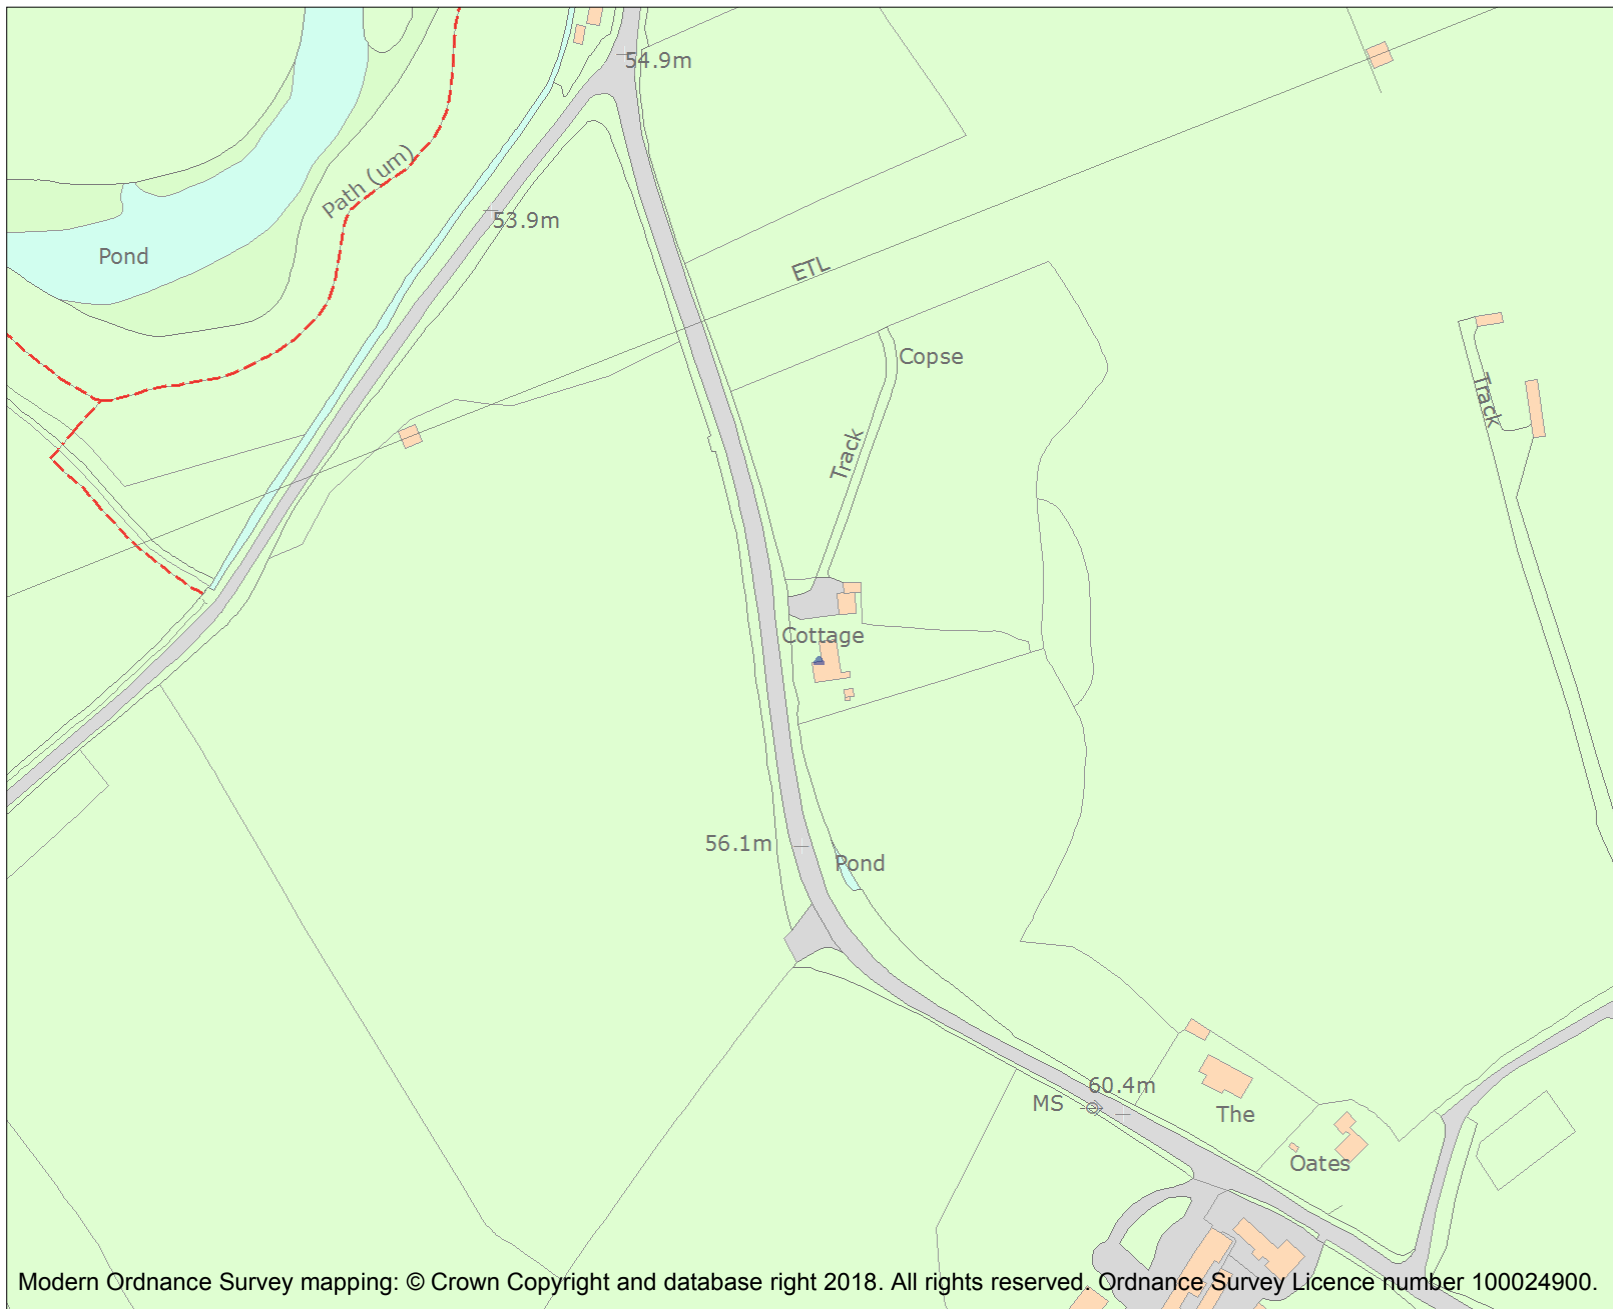 54.9m
Path (um)
53.9m
Pond
ETL
Copse
Track
Track
Cottage
56.1m
Pond
60.4m
MS
The
Oates
Modern Ordnance Survey mapping: © Crown Copyright and database right 2018. All rights reserved. Ordnance Survey Licence number 100024900.